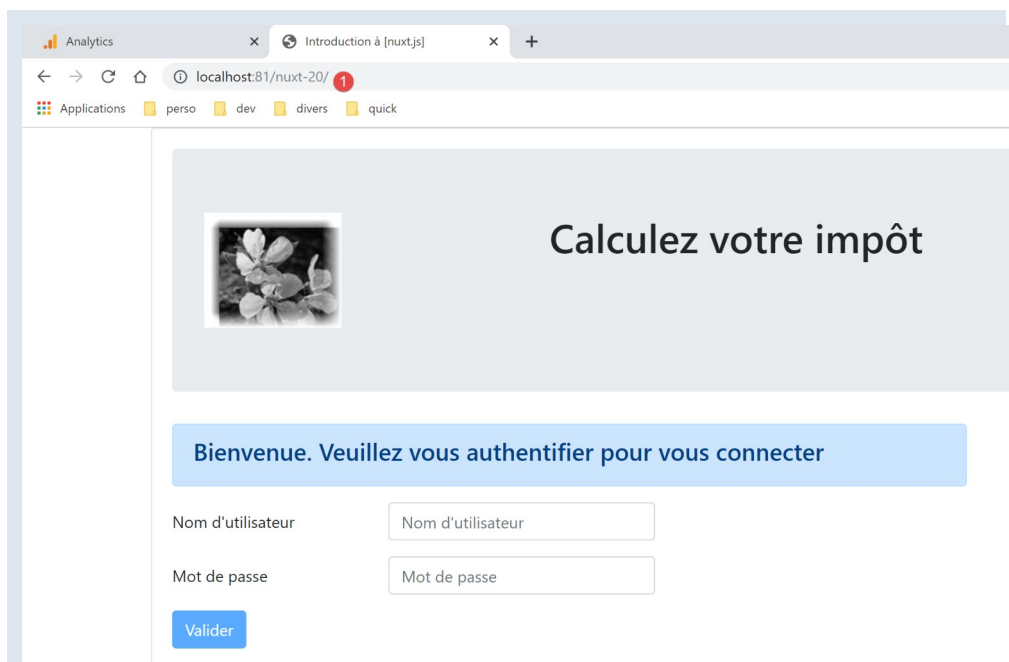 Analytics
Introduction à [nuxt.js]
localhost:81/nuxt-20/ 1
Applications perso dev divers quick
Calculez votre impôt
Bienvenue. Veuillez vous authentifier pour vous connecter
Nom d'utilisateur Nom d'utilisateur
Mot de passe Mot de passe
Valider